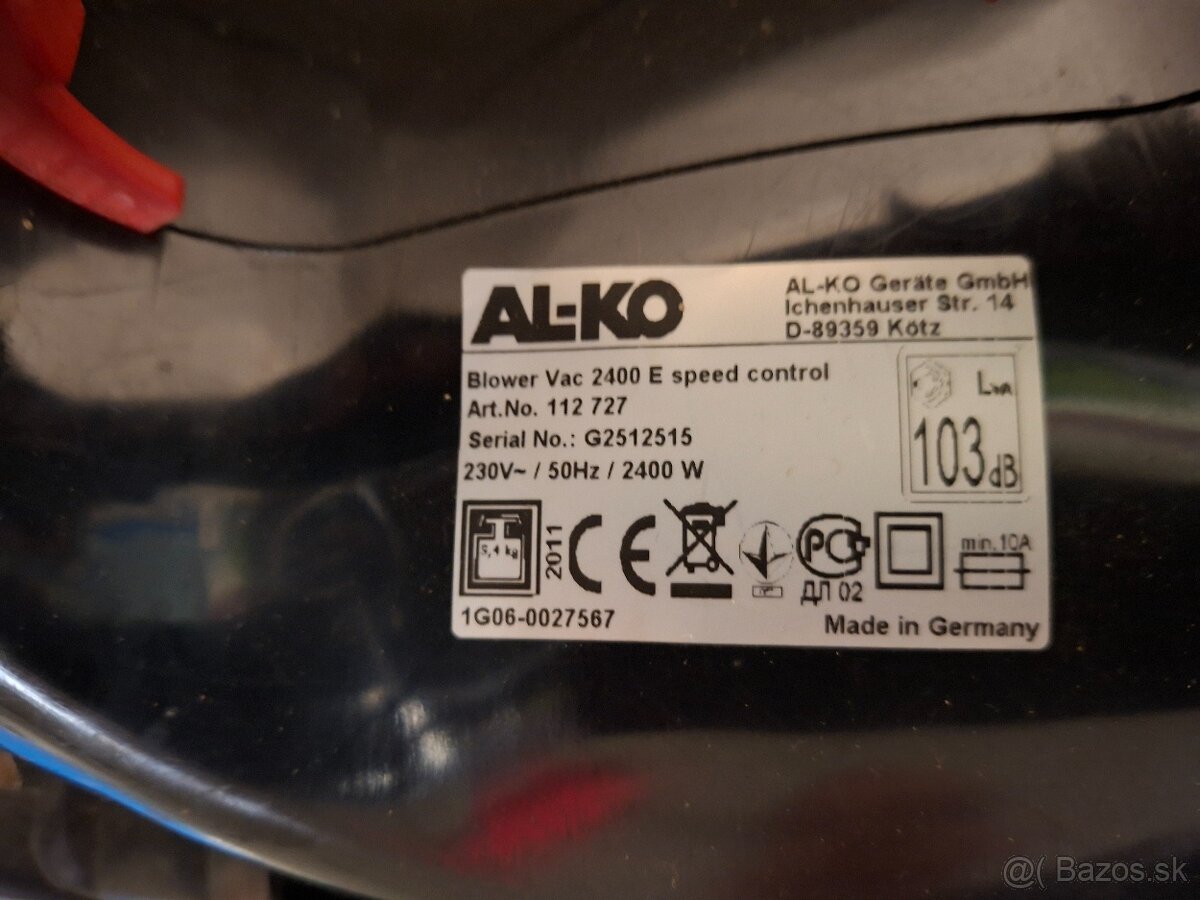 AL-KO
AL-KO Geräte GmbH
Ichenhauser Str. 14
D-89359 Kötz
Blower Vac 2400 E speed control
Art.No. 112 727
Serial No.: G2512515
230V~ / 50Hz / 2400 W
LWA
103 dB
5,4 kg
2011
CE
РС
ДЛ 02
min.10A
1G06-0027567
Made in Germany
@( Bazos.sk